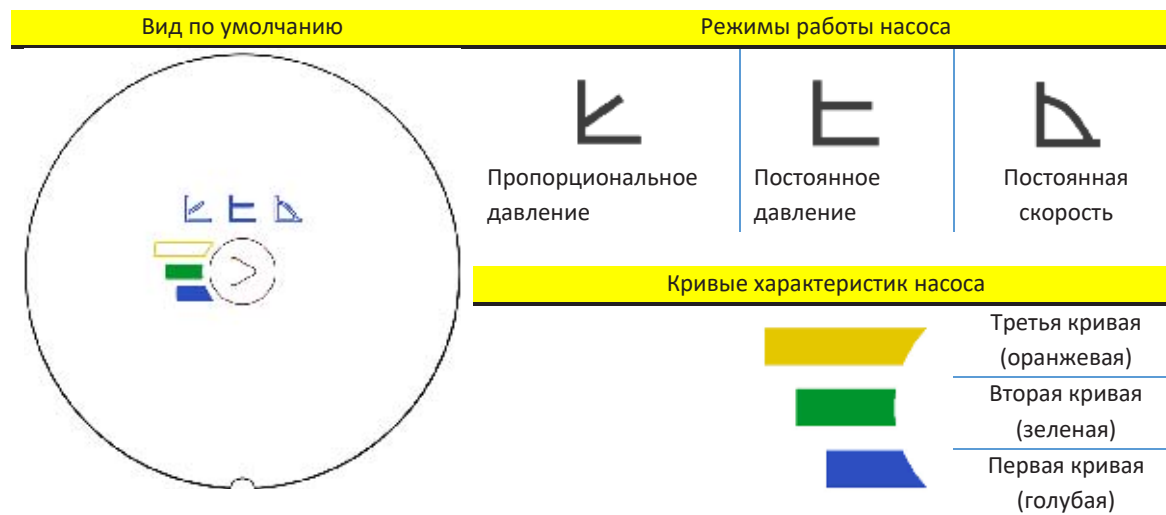 Вид по умолчанию
Режимы работы насоса
Пропорциональное
давление
Постоянное
давление
Постоянная
скорость
Кривые характеристик насоса
Третья кривая
(оранжевая)
Вторая кривая
(зеленая)
Первая кривая
(голубая)